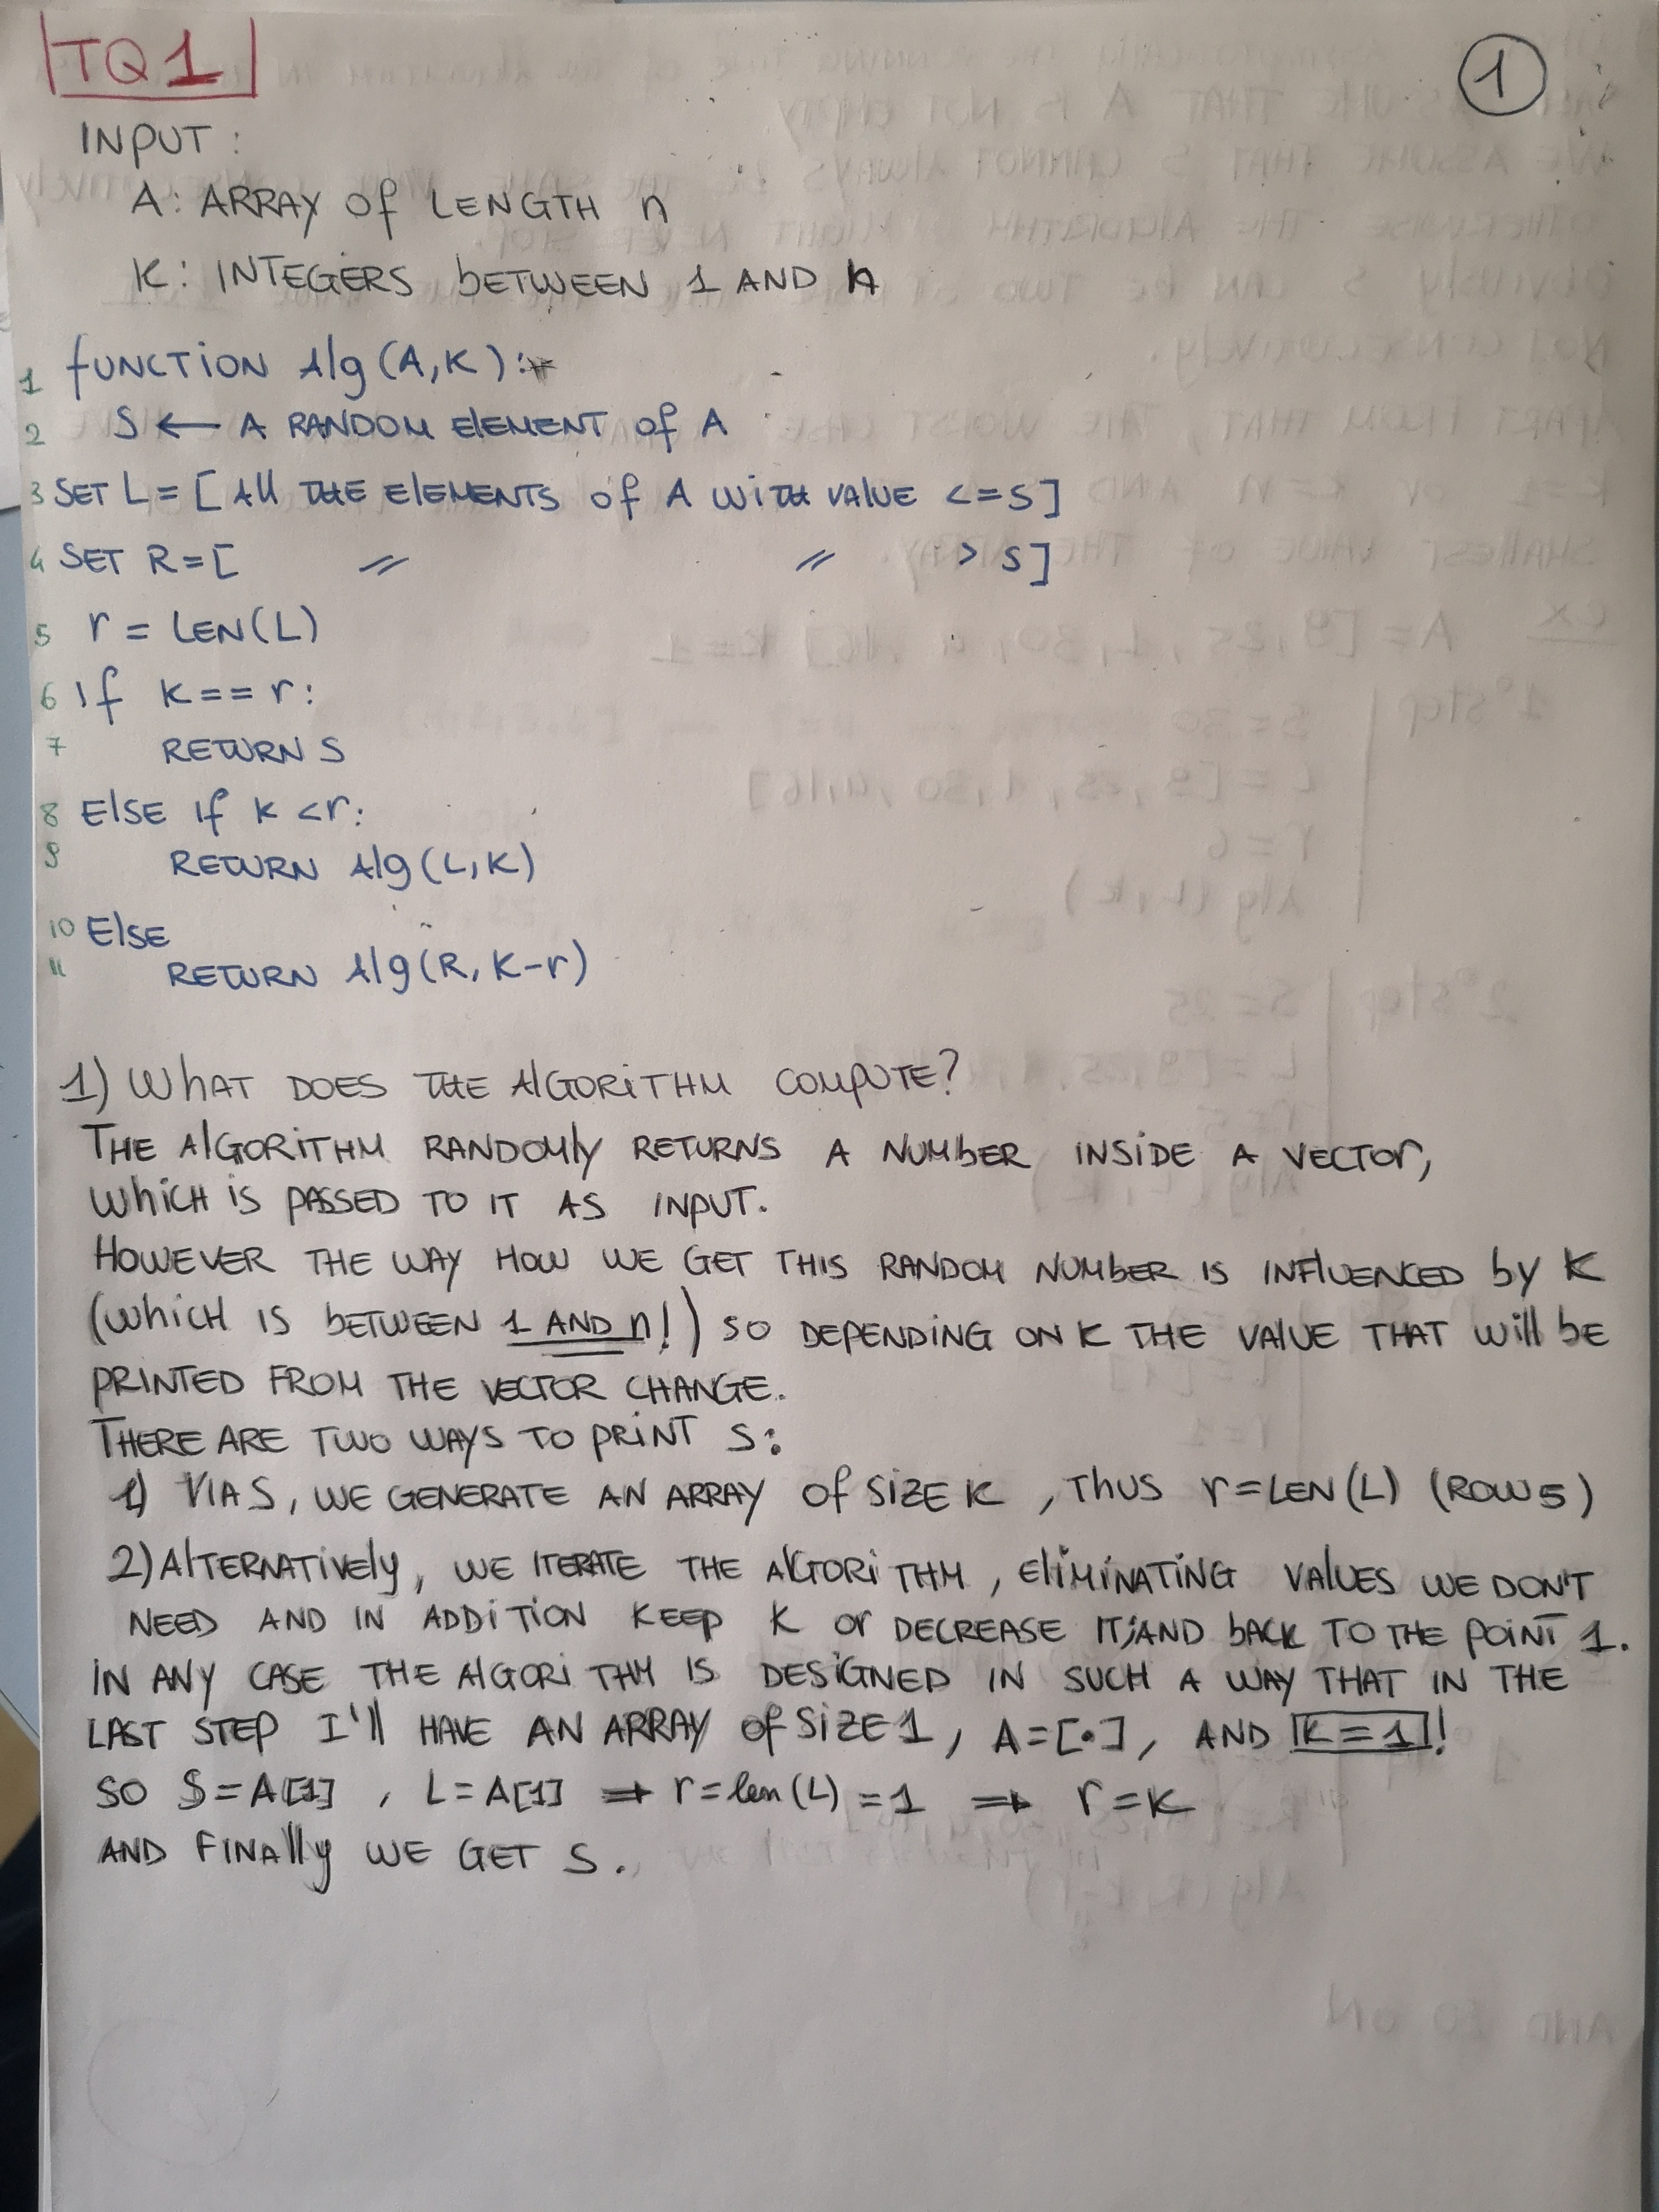 TQ1
1
INPUT:
A: ARRAY of LENGTH n
K: INTEGERS bETWEEN 1 AND n
1 fUNCTION Alg(A,K):
2 S ← A RANDOM ElEMENT of A
3 SET L=[All THE ElEMENTS of A WITH VAlUE <=S]
4 SET R=[ // // > S]
5 r = LEN(L)
6 If K==r:
7 RETURN S
8 ElSE If K <r:
9 RETURN Alg(L,K)
10 ElSE
11 RETURN Alg(R,K-r)
1) WhAT DOES THE AlGORITHM COMPUTE?
THE AlGORITHM RANDOMly RETURNS A NUMbER INSIDE A VECTOr,
WhICH IS PASSED TO IT AS INPUT.
HOWEVER THE WAY HOW WE GET THIS RANDOM NUMbER IS INFlUENCED by K
(WhICH IS bETWEEN 1 AND n!) SO DEPENDING ON K THE VALUE THAT Will bE
PRINTED FROM THE VECTOR CHANGE.
THERE ARE TWO WAYS TO PRINT S:
1) VIA S, WE GENERATE AN ARRAY Of SIZE K, ThUS r=LEN(L) (ROW 5)
2) AlTERNATIVEly, WE ITERATE THE AlGORITHM, ElIMINATING VAlUES WE DON'T
NEED AND IN ADDITION KEEP K Or DECREASE IT; AND bACK TO THE POINT 1.
IN ANY CASE THE AlGORITHM IS DESIGNED IN SUCH A WAY THAT IN THE
LAST STEP I'll HAVE AN ARRAY Of SIZE 1, A=[•], AND K=1!
SO S=A[1], L=A[1] ⇒ r=len(L)=1 ⇒ r=K
AND FINAlly WE GET S.